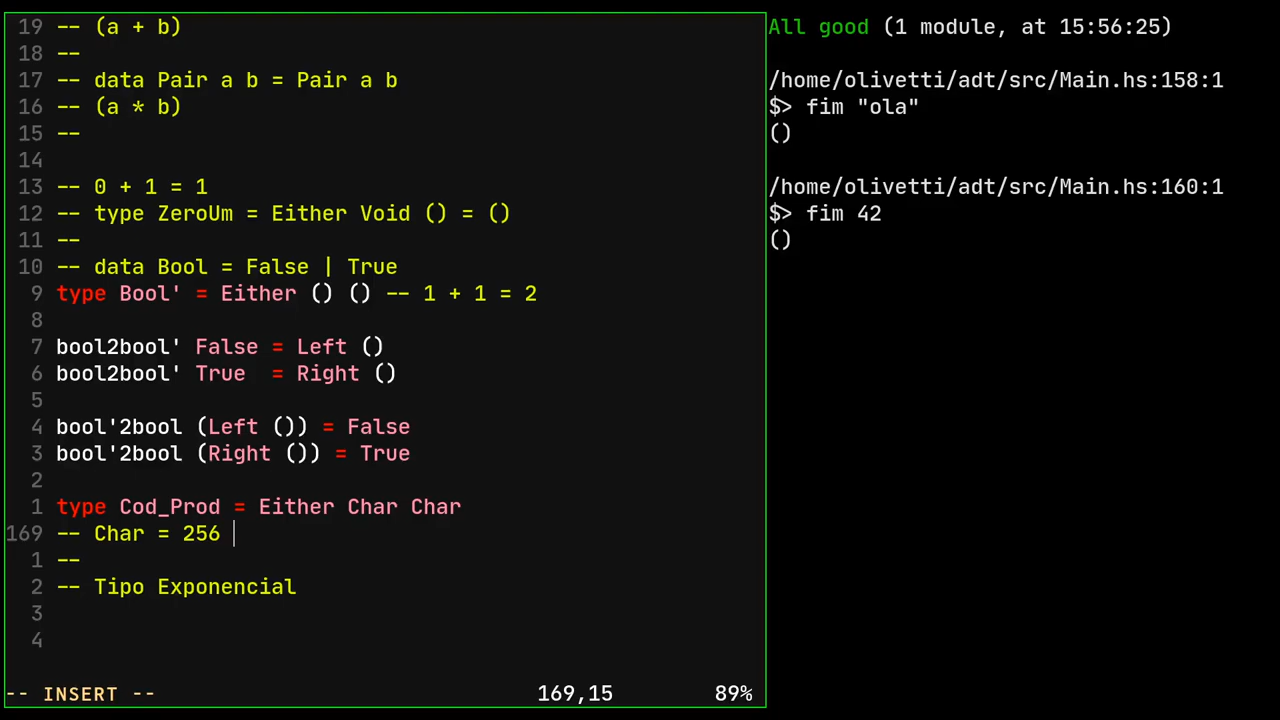 19 -- (a + b)
18 --
17 -- data Pair a b = Pair a b
16 -- (a * b)
15 --
14
13 -- 0 + 1 = 1
12 -- type ZeroUm = Either Void () = ()
11 --
10 -- data Bool = False | True
9 type Bool' = Either () () -- 1 + 1 = 2
8
7 bool2bool' False = Left ()
6 bool2bool' True  = Right ()
5
4 bool'2bool (Left ()) = False
3 bool'2bool (Right ()) = True
2
1 type Cod_Prod = Either Char Char
169 -- Char = 256
1 --
2 -- Tipo Exponencial
3
4
-- INSERT -- 169,15 89%
All good (1 module, at 15:56:25)
/home/olivetti/adt/src/Main.hs:158:1
$> fim "ola"
()
/home/olivetti/adt/src/Main.hs:160:1
$> fim 42
()